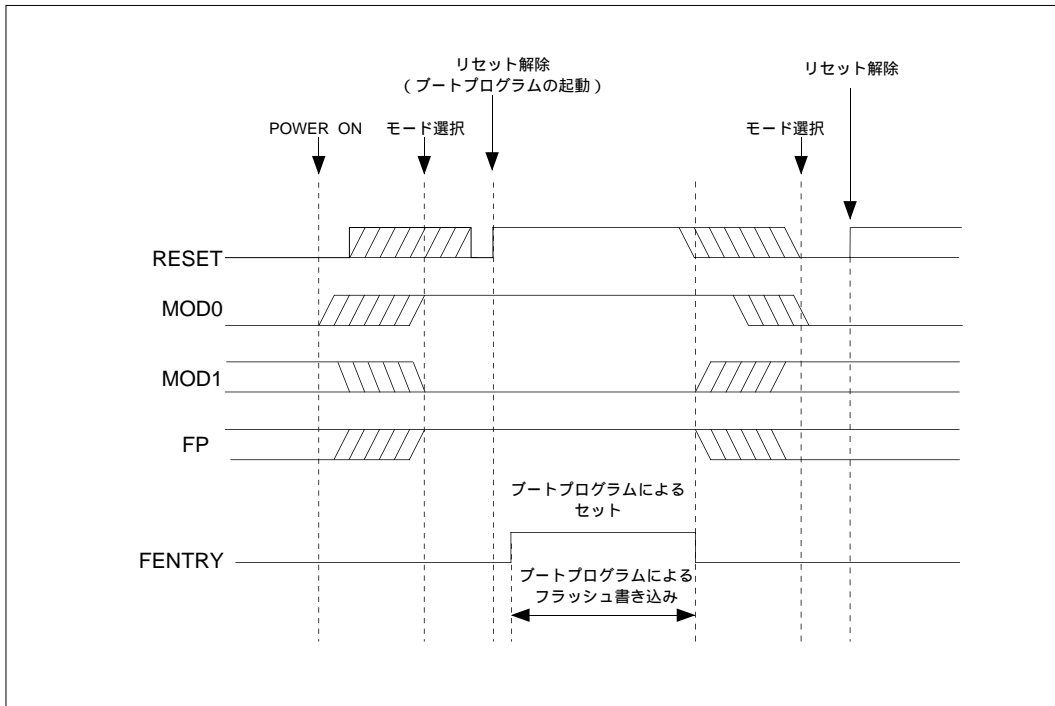 リセット解除
(ブートプログラムの起動)
リセット解除
POWER ON
モード選択
モード選択
RESET
MOD0
MOD1
FP
ブートプログラムによる
セット
FENTRY
ブートプログラムによる
フラッシュ書き込み